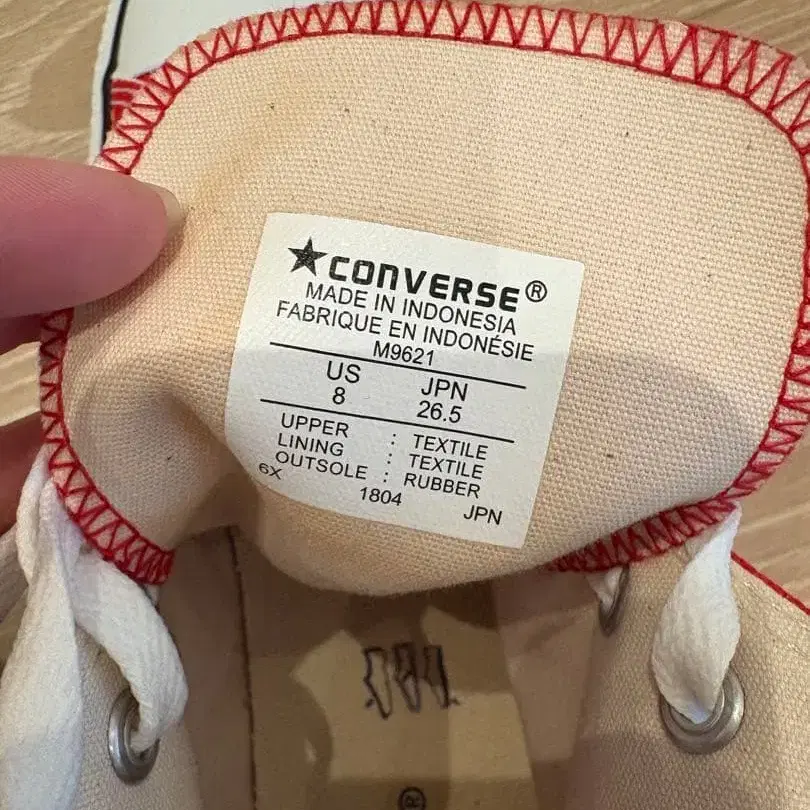 ★CONVERSE®
MADE IN INDONESIA
FABRIQUE EN INDONÉSIE
M9621
US JPN
8 26.5
UPPER : TEXTILE
LINING : TEXTILE
OUTSOLE : RUBBER
6X 1804 JPN
®